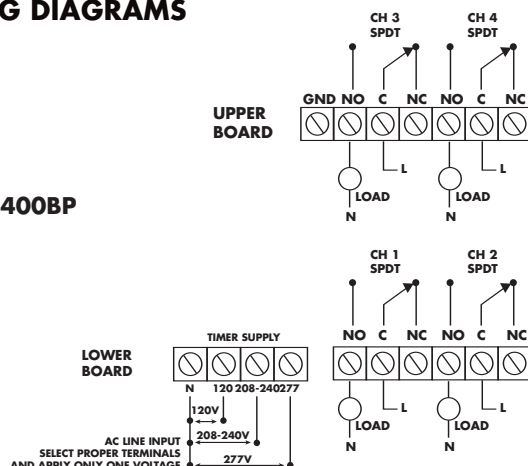 G DIAGRAMS
CH 3 CH 4
SPDT SPDT
GND NO C NC NO C NC
UPPER
BOARD
L L
LOAD LOAD
N N
400BP
CH 1 CH 2
SPDT SPDT
TIMER SUPPLY
NO C NC NO C NC
LOWER
BOARD
N 120 208-240 277
120V
L L
LOAD LOAD
AC LINE INPUT 208-240V
N N
SELECT PROPER TERMINALS
277V
AND APPLY ONLY ONE VOLTAGE